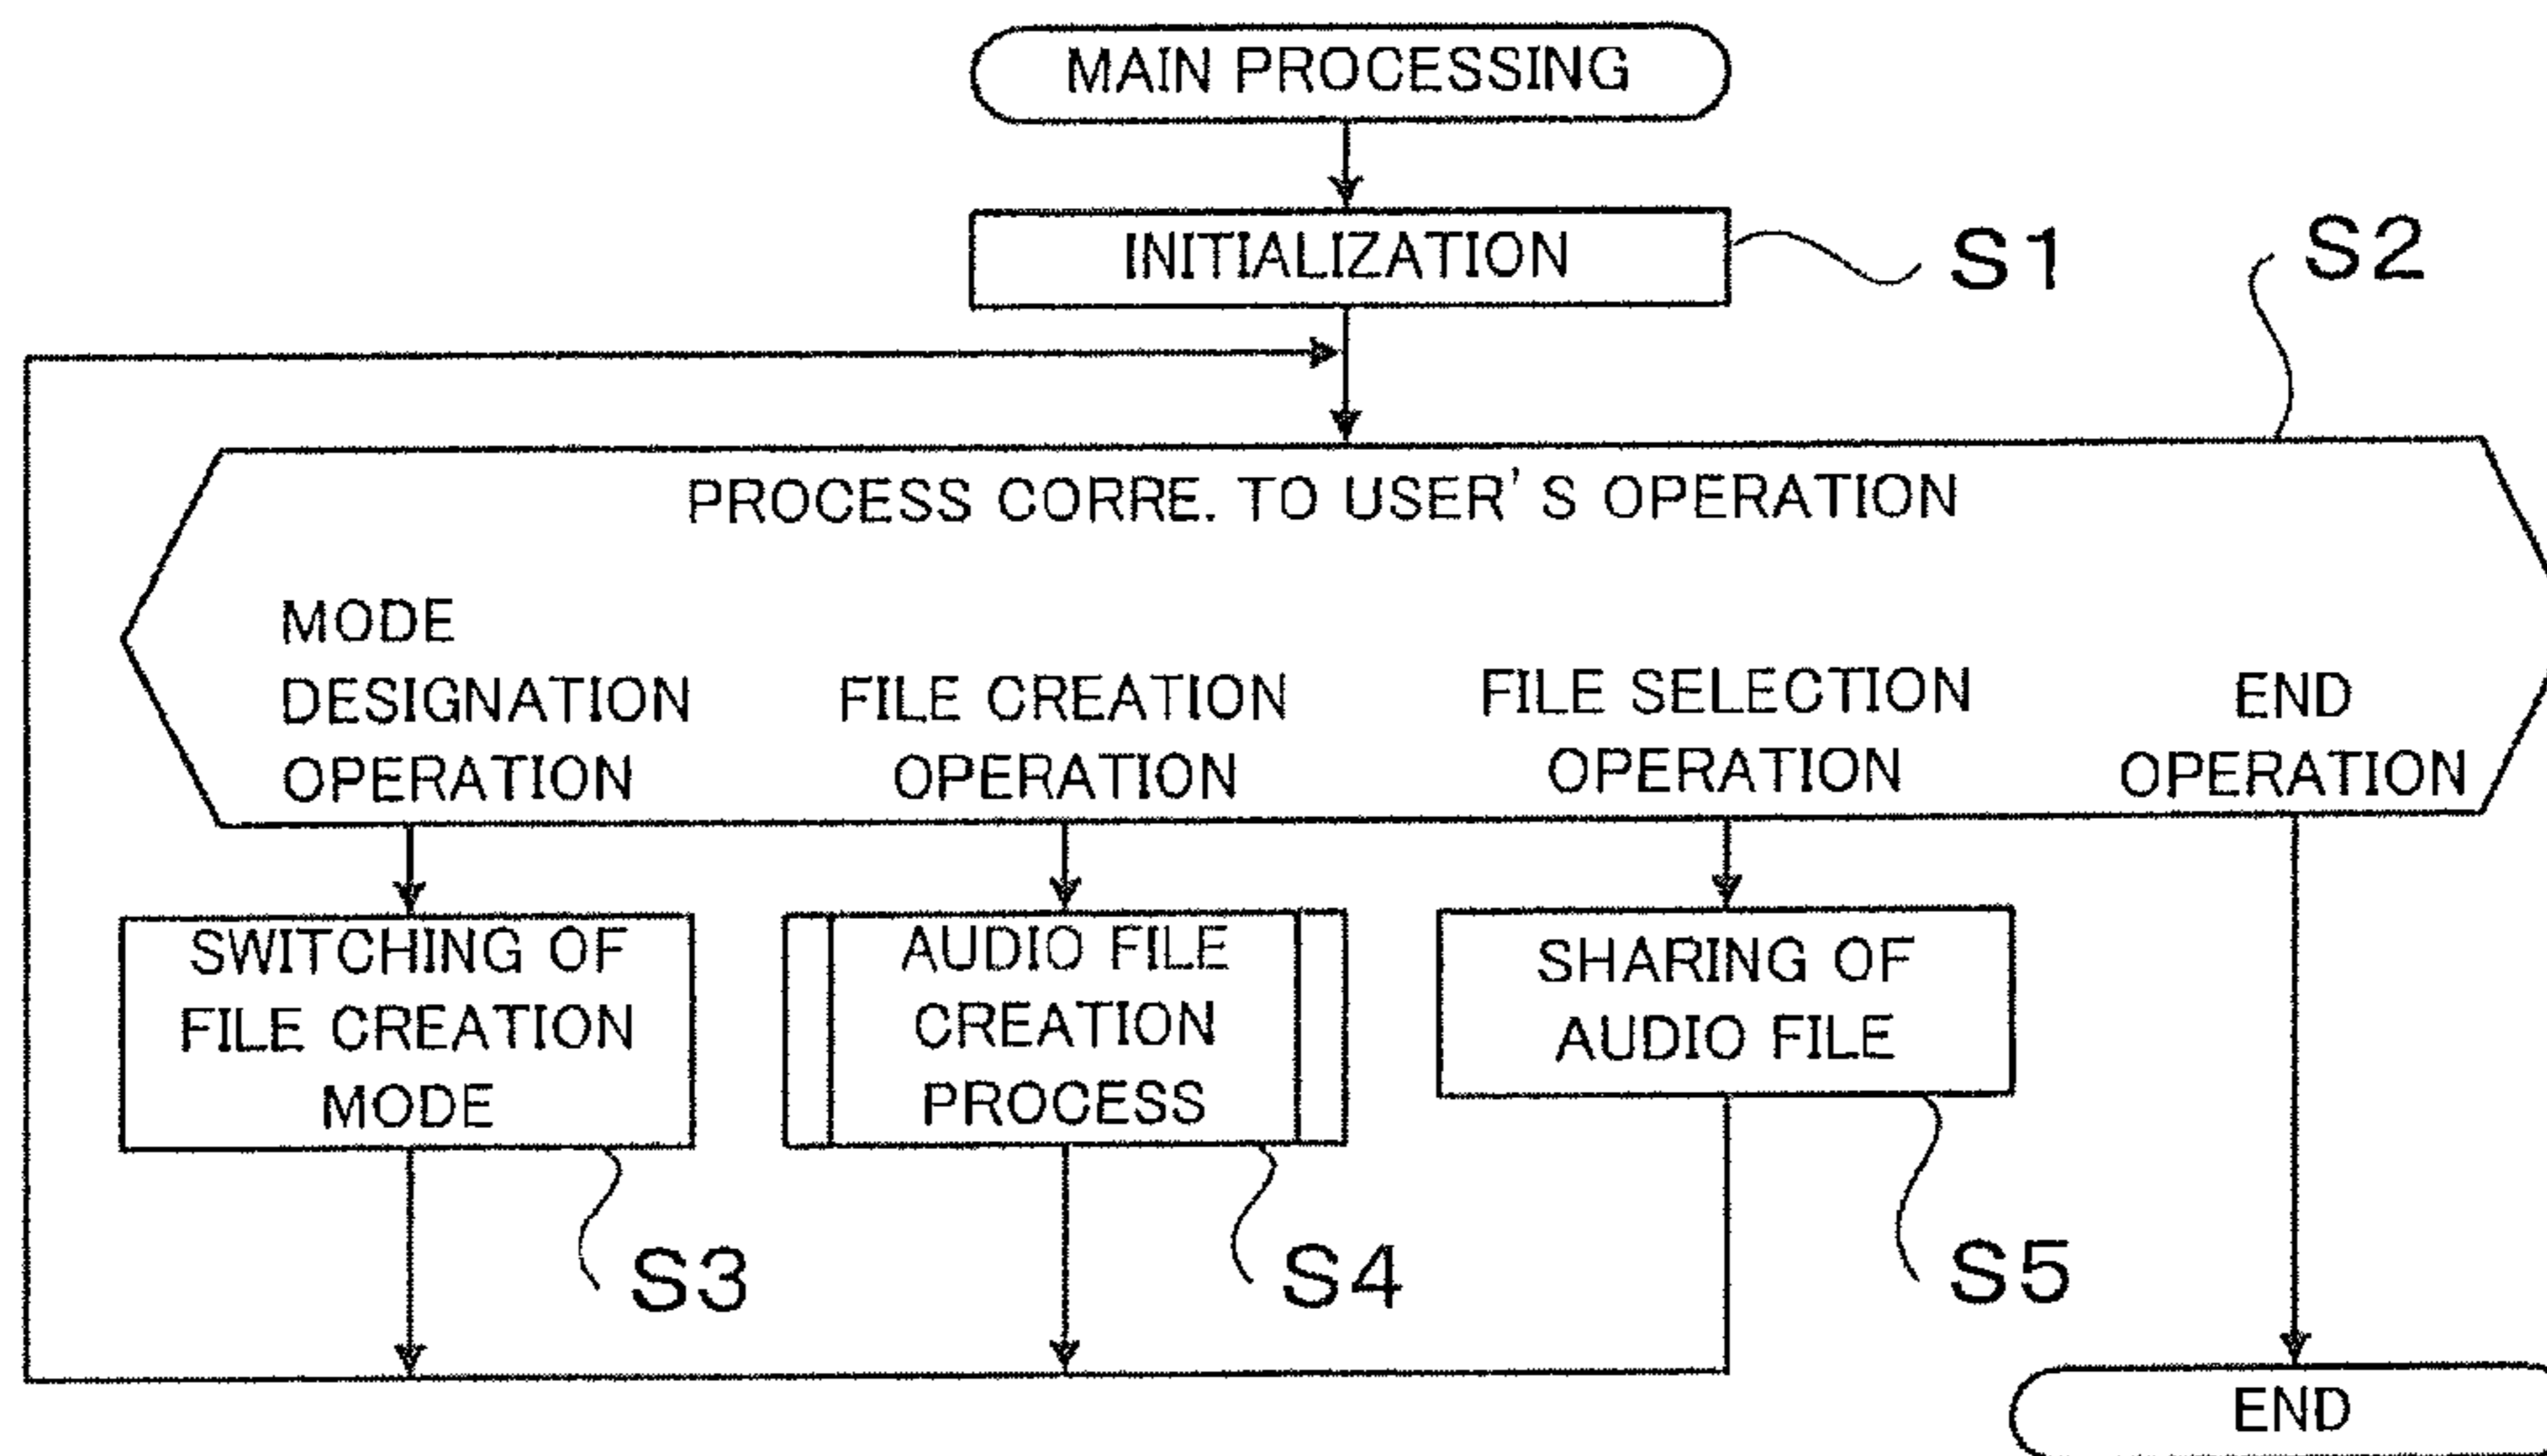 MAIN PROCESSING
INITIALIZATION
S1
S2
PROCESS CORRE. TO USER'S OPERATION
MODE
DESIGNATION
OPERATION
FILE CREATION
OPERATION
FILE SELECTION
OPERATION
END
OPERATION
SWITCHING OF
FILE CREATION
MODE
AUDIO FILE
CREATION
PROCESS
SHARING OF
AUDIO FILE
S3
S4
S5
END